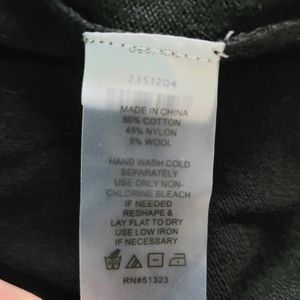 2351204
MADE IN CHINA
50% COTTON
45% NYLON
5% WOOL
HAND WASH COLD
SEPARATELY
USE ONLY NON-
CHLORINE BLEACH
IF NEEDED
RESHAPE &
LAY FLAT TO DRY
USE LOW IRON
IF NECESSARY
RN#51323